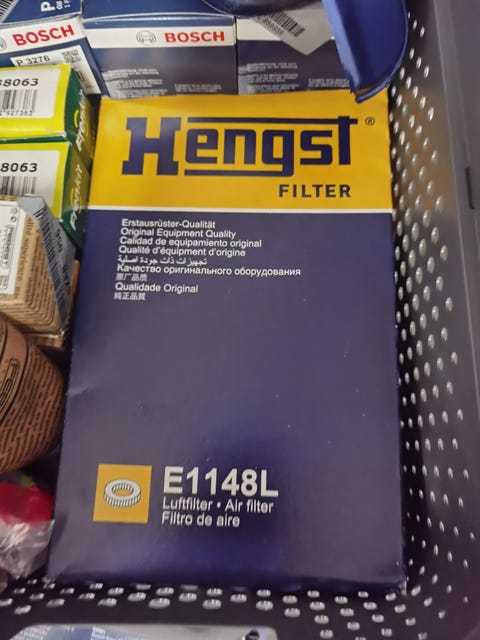 BOSCH
P 3276
BOSCH
38063
38063
Hengst®
FILTER
Erstausrüster-Qualität
Original Equipment Quality
Calidad de equipamiento original
Qualité d'équipement d'origine
تجهيزات ذات جودة أصلية
Качество оригинального оборудования
原厂品质
Qualidade Original
純正品質
E1148L
Luftfilter • Air filter
Filtro de aire